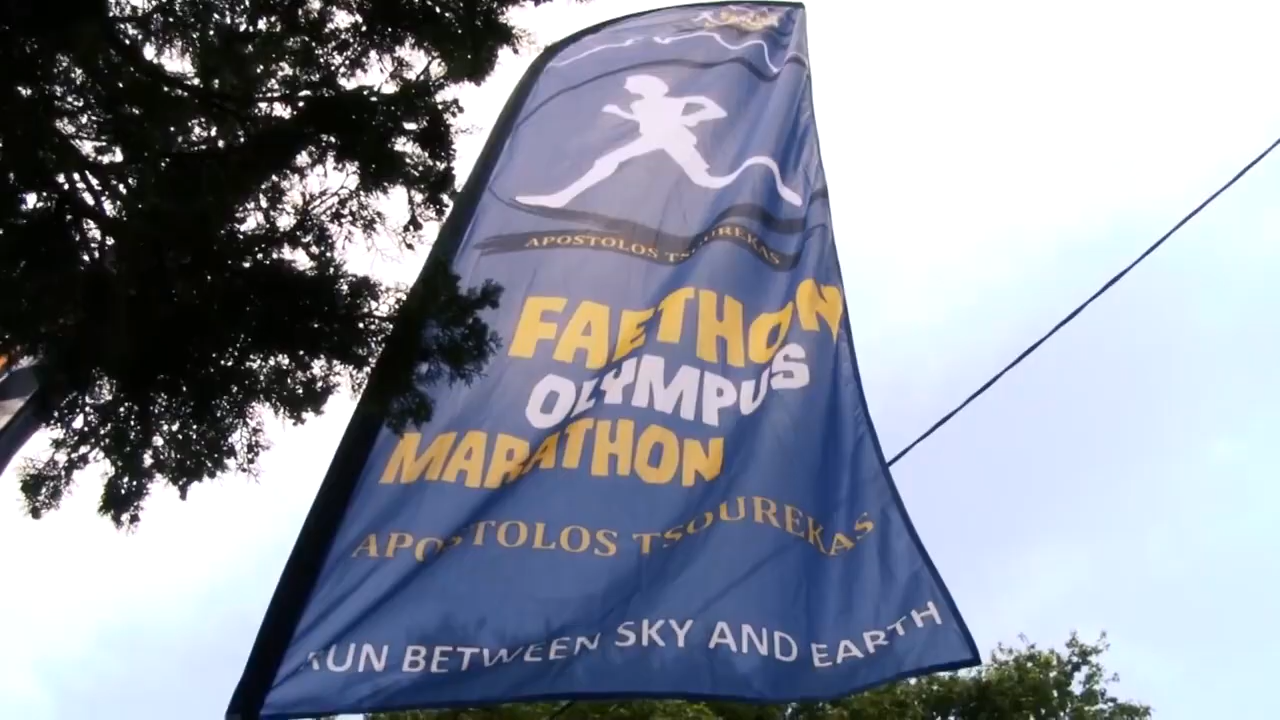 APOSTOLOS TSOUREKAS
FAETHON
OLYMPUS
MARATHON
APOSTOLOS TSOUREKAS
RUN BETWEEN SKY AND EARTH